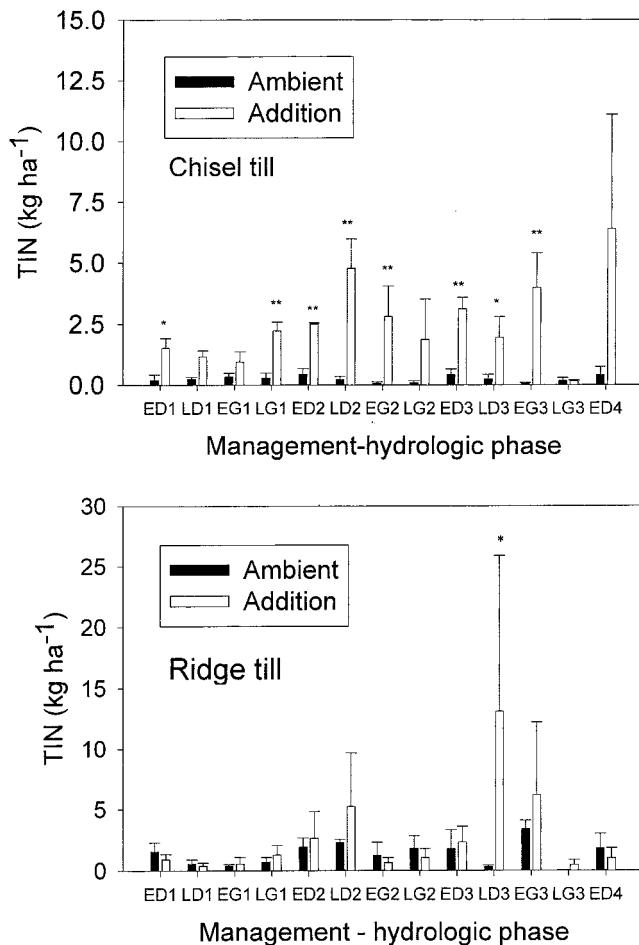 15.0
12.5
10.0
7.5
5.0
2.5
0.0
TIN (kg ha⁻¹)
Ambient
Addition
Chisel till
* ** ** ** ** ** * **
ED1 LD1 EG1 LG1 ED2 LD2 EG2 LG2 ED3 LD3 EG3 LG3 ED4
Management-hydrologic phase
30
25
20
15
10
5
0
TIN (kg ha⁻¹)
Ambient
Addition
Ridge till
*
ED1 LD1 EG1 LG1 ED2 LD2 EG2 LG2 ED3 LD3 EG3 LG3 ED4
Management - hydrologic phase